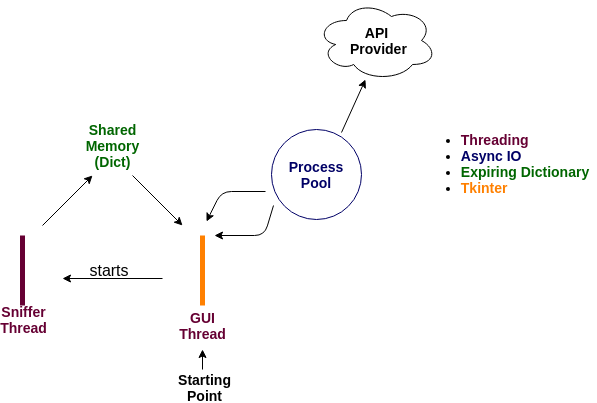 API
Provider
Shared
Memory
(Dict)
Process
Pool
Threading
Async IO
Expiring Dictionary
Tkinter
starts
Sniffer
Thread
GUI
Thread
Starting
Point